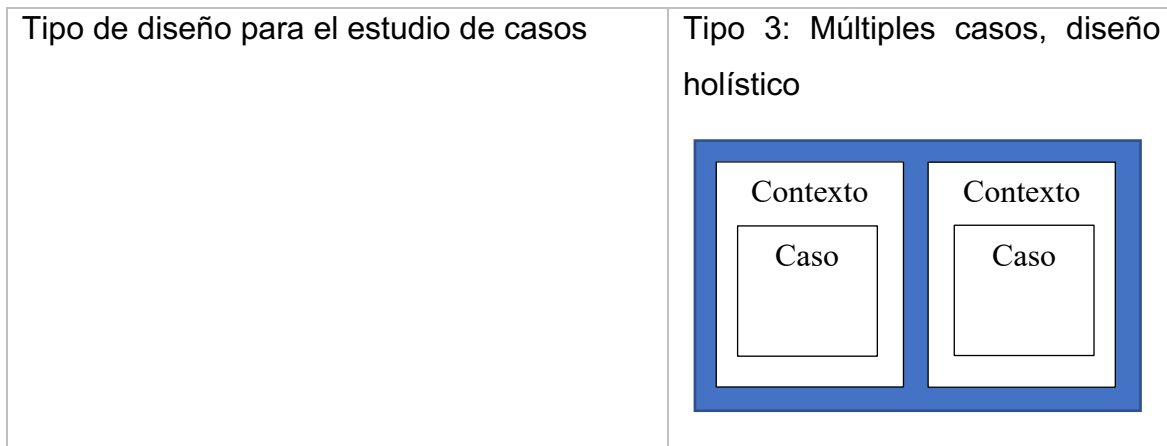 Tipo de diseño para el estudio de casos
Tipo 3: Múltiples casos, diseño
holístico
Contexto
Caso
Contexto
Caso